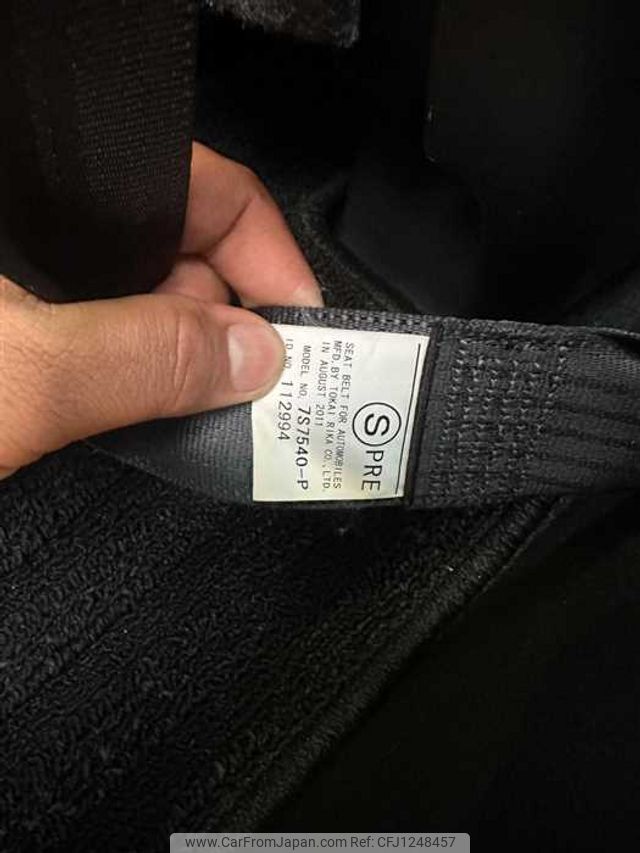 Ⓢ PRE
SEAT BELT FOR AUTOMOBILES
MFD. BY TOKAI RIKA CO., LTD.
IN AUGUST 2011
MODEL NO. 7S7540-P
ID. NO. 112994
www.CarFromJapan.com Ref: CFJ1248457